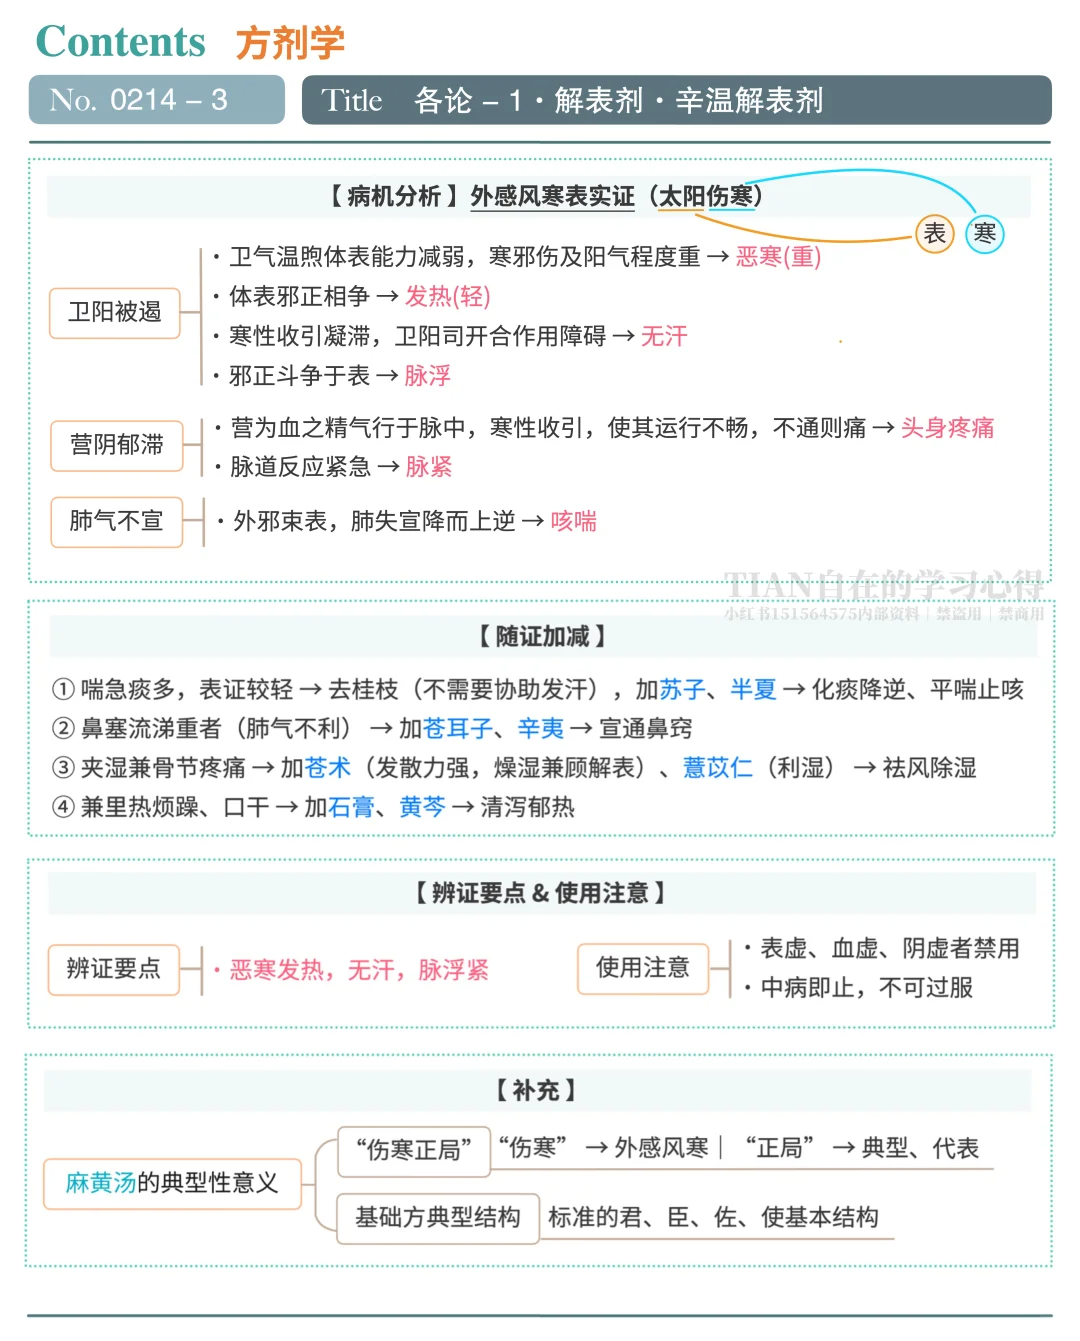 Contents 方剂学
No. 0214 – 3
Title 各论 – 1 · 解表剂 · 辛温解表剂
【 病机分析 】外感风寒表实证（太阳伤寒）
表 寒
卫阳被遏
· 卫气温煦体表能力减弱，寒邪伤及阳气程度重 → 恶寒(重)
· 体表邪正相争 → 发热(轻)
· 寒性收引凝滞，卫阳司开合作用障碍 → 无汗
· 邪正斗争于表 → 脉浮
营阴郁滞
· 营为血之精气行于脉中，寒性收引，使其运行不畅，不通则痛 → 头身疼痛
· 脉道反应紧急 → 脉紧
肺气不宣
· 外邪束表，肺失宣降而上逆 → 咳喘
TIAN自在的学习心得
小红书151564575内部资料｜禁盗用｜禁商用
【 随证加减 】
① 喘急痰多，表证较轻 → 去桂枝（不需要协助发汗），加苏子、半夏 → 化痰降逆、平喘止咳
② 鼻塞流涕重者（肺气不利） → 加苍耳子、辛夷 → 宣通鼻窍
③ 夹湿兼骨节疼痛 → 加苍术（发散力强，燥湿兼顾解表）、薏苡仁（利湿） → 祛风除湿
④ 兼里热烦躁、口干 → 加石膏、黄芩 → 清泻郁热
【 辨证要点 & 使用注意 】
辨证要点
· 恶寒发热，无汗，脉浮紧
使用注意
· 表虚、血虚、阴虚者禁用
· 中病即止，不可过服
【 补充 】
麻黄汤的典型性意义
“伤寒正局” “伤寒” → 外感风寒｜ “正局” → 典型、代表
基础方典型结构 标准的君、臣、佐、使基本结构